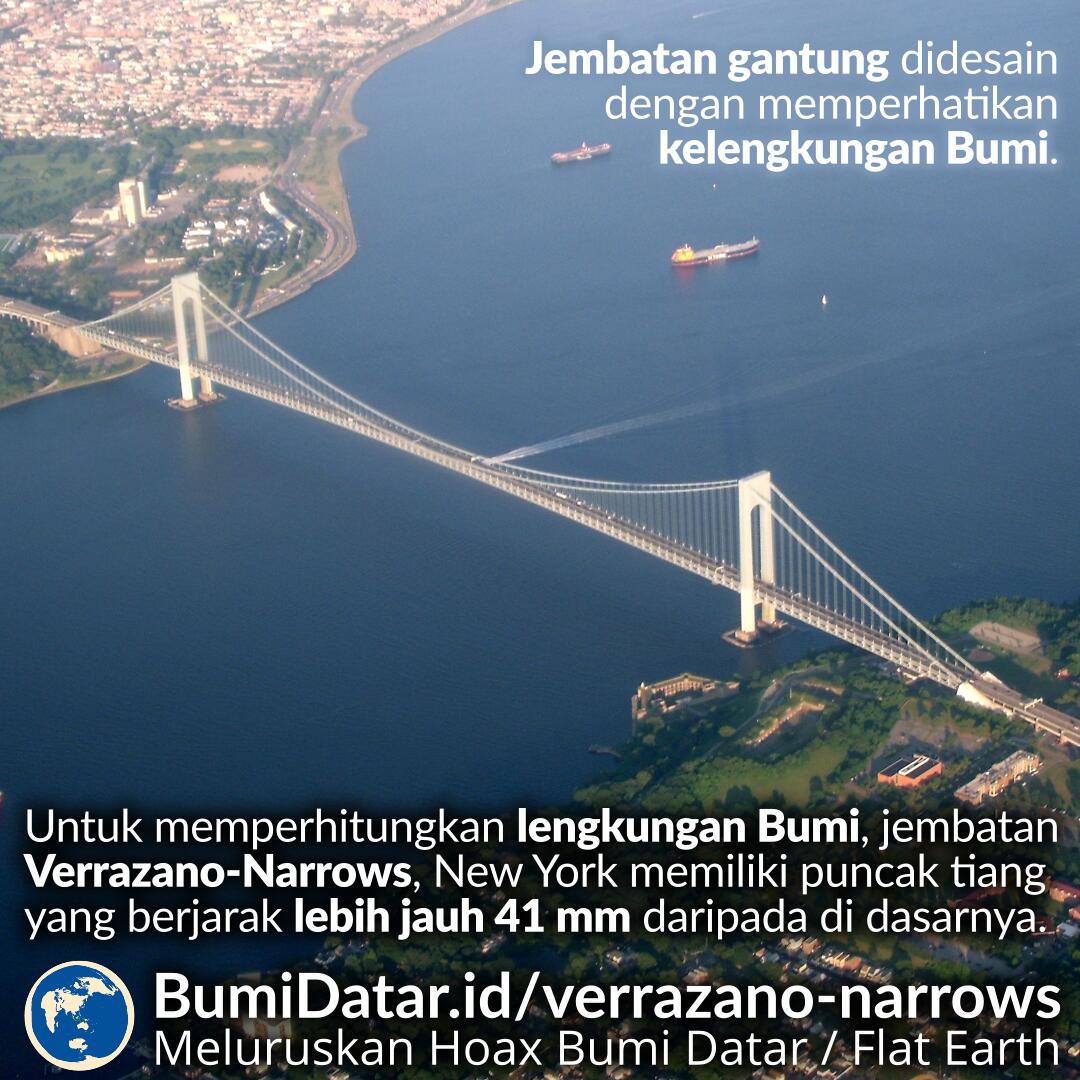 Jembatan gantung didesain
dengan memperhatikan
kelengkungan Bumi.
Untuk memperhitungkan lengkungan Bumi, jembatan
Verrazano-Narrows, New York memiliki puncak tiang
yang berjarak lebih jauh 41 mm daripada di dasarnya.
BumiDatar.id/verrazano-narrows
Meluruskan Hoax Bumi Datar / Flat Earth